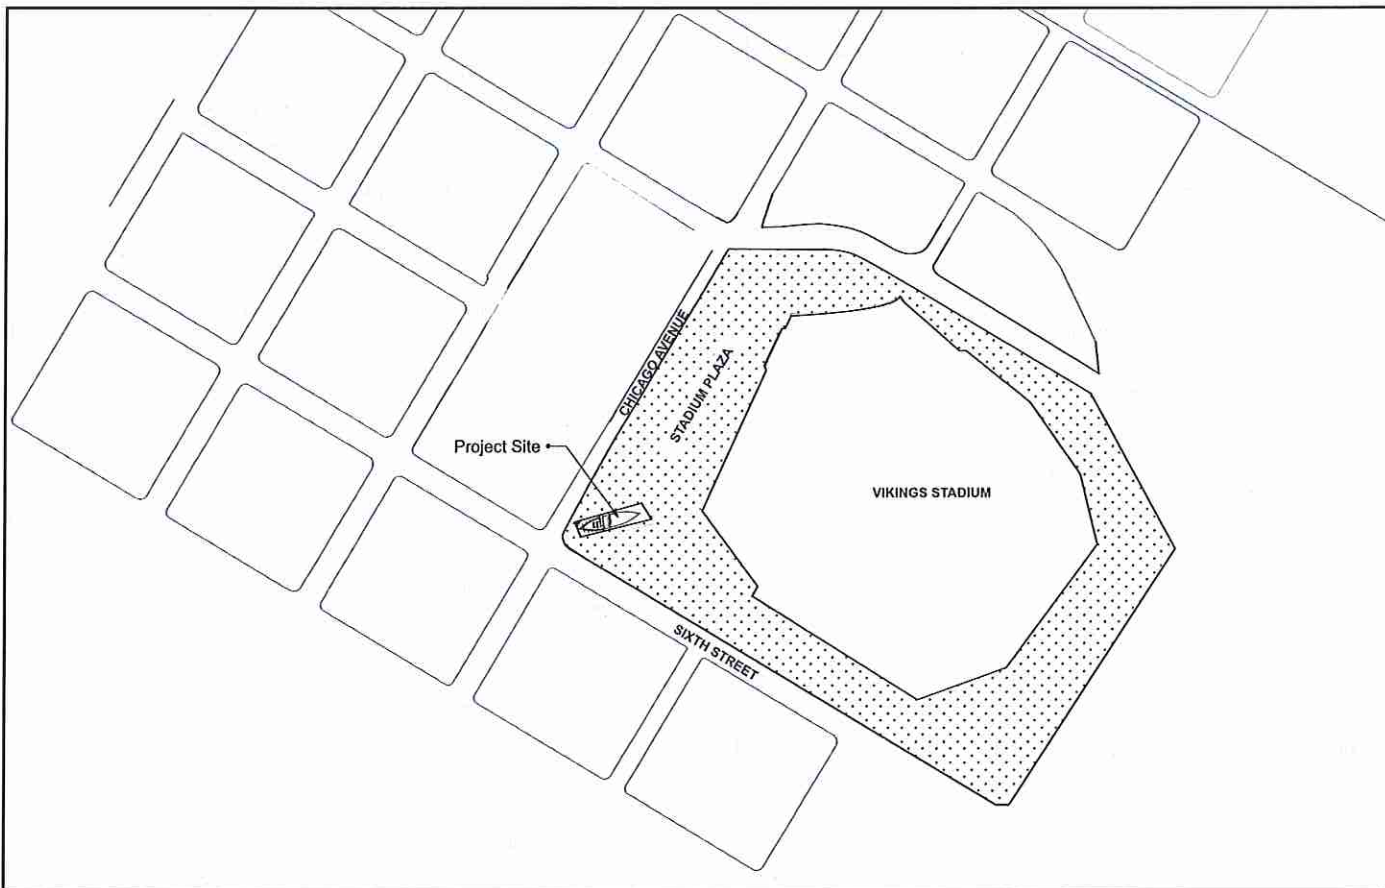 CHICAGO AVENUE
STADIUM PLAZA
Project Site
VIKINGS STADIUM
SIXTH STREET